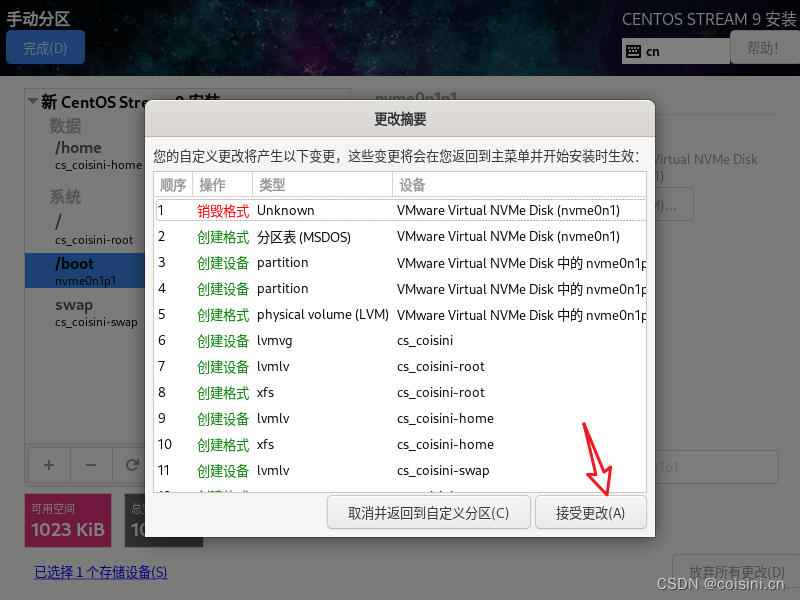 手动分区
CENTOS STREAM 9 安装
完成(D)
cn
帮助!
新 CentOS Stre
数据
/home
cs_coisini-home
系统
/
cs_coisini-root
/boot
nvme0n1p1
swap
cs_coisini-swap
nvme0n1p1
Virtual NVMe Disk
更改摘要
您的自定义更改将产生以下变更，这些变更将会在您返回到主菜单并开始安装时生效：
顺序 操作 类型 设备
1 销毁格式 Unknown VMware Virtual NVMe Disk (nvme0n1)
2 创建格式 分区表 (MSDOS) VMware Virtual NVMe Disk (nvme0n1)
3 创建设备 partition VMware Virtual NVMe Disk 中的 nvme0n1p
4 创建设备 partition VMware Virtual NVMe Disk 中的 nvme0n1p
5 创建格式 physical volume (LVM) VMware Virtual NVMe Disk 中的 nvme0n1p
6 创建设备 lvmvg cs_coisini
7 创建设备 lvmlv cs_coisini-root
8 创建格式 xfs cs_coisini-root
9 创建设备 lvmlv cs_coisini-home
10 创建格式 xfs cs_coisini-home
11 创建设备 lvmlv cs_coisini-swap
取消并返回到自定义分区(C)
接受更改(A)
可用空间
1023 KiB
已选择 1 个存储设备(S)
放弃所有更改(D)
CSDN @coisini.cn